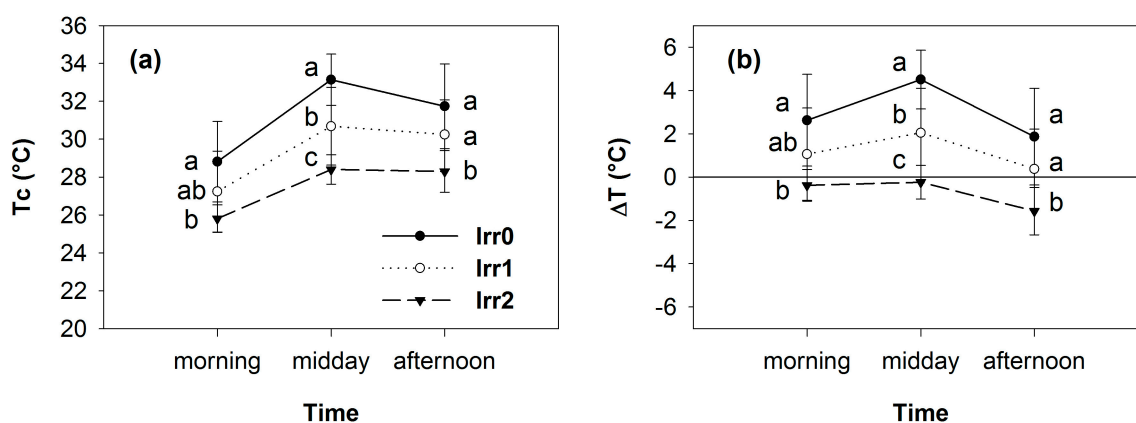 (a)
Tc (°C)
36
34
32
30
28
26
24
22
20
a
ab
b
a
b
c
a
a
b
Irr0
Irr1
Irr2
morning midday afternoon
Time
(b)
ΔT (°C)
6
4
2
0
-2
-4
-6
a
ab
b
a
b
c
a
a
b
morning midday afternoon
Time